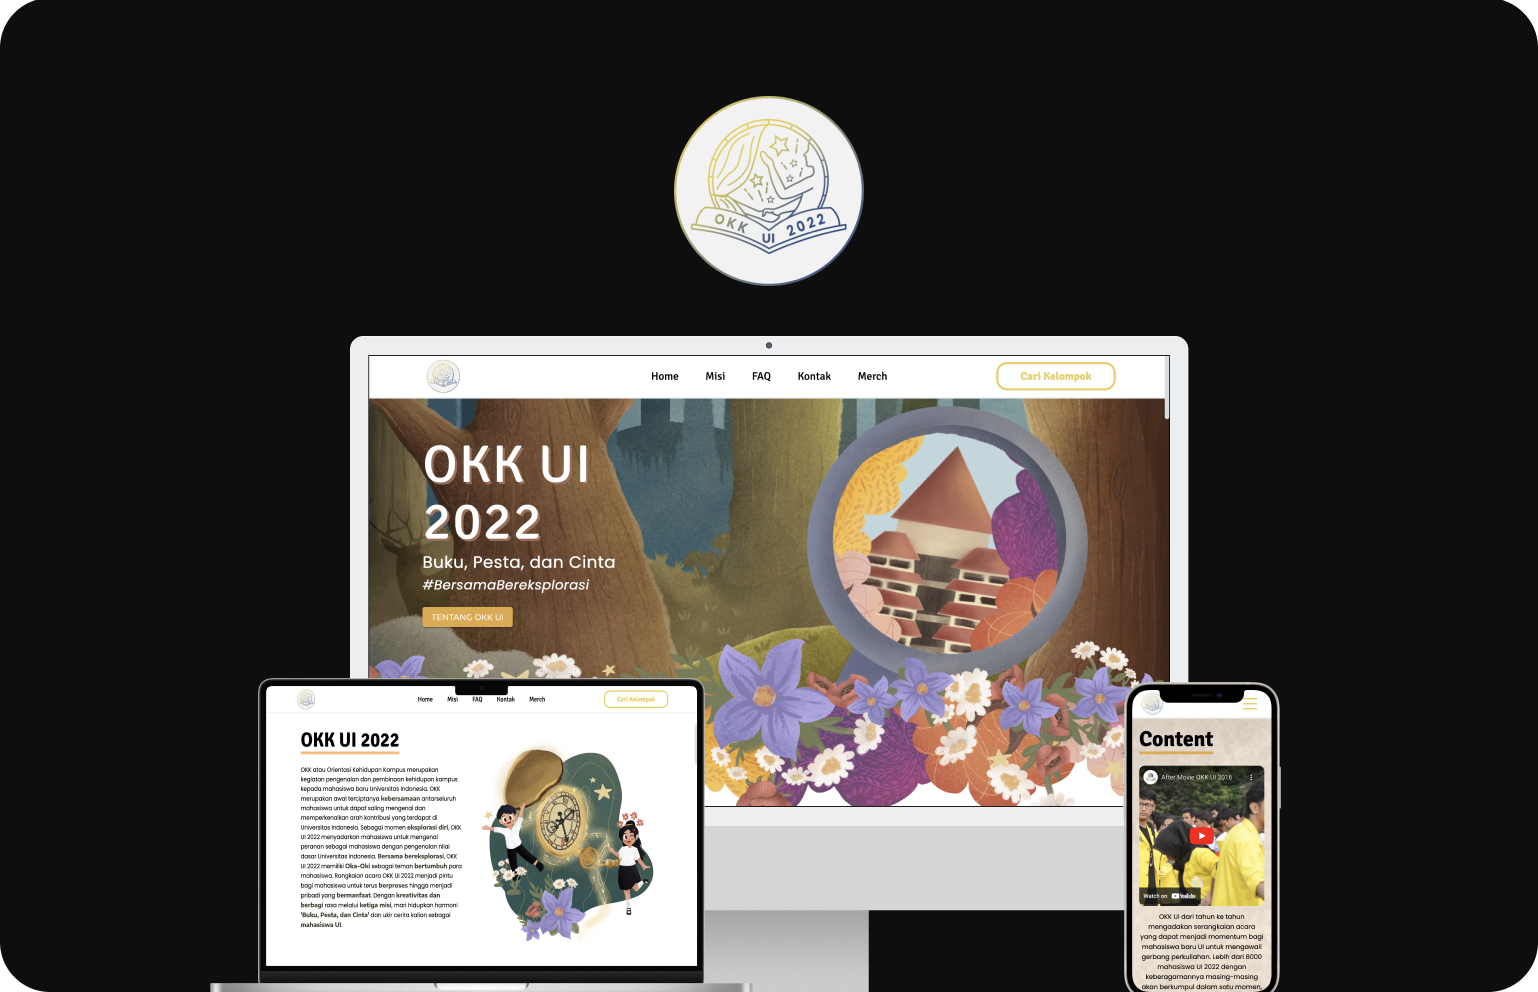 OKK UI 2022
Home Misi FAQ Kontak Merch Cari Kelompok
OKK UI
2022
Buku, Pesta, dan Cinta
#BersamaBereksplorasi
TENTANG OKK UI
Home Misi FAQ Kontak Merch Cari Kelompok
OKK UI 2022
OKK atau Orientasi Kehidupan Kampus merupakan
kegiatan pengenalan dan pembinaan kehidupan kampus
kepada mahasiswa baru Universitas Indonesia. OKK
merupakan awal terciptanya kebersamaan antarseluruh
mahasiswa untuk dapat saling mengenal dan
memperkenalkan arah kontribusi yang terdapat di
Universitas Indonesia. Sebagai momen eksplorasi diri, OKK
UI 2022 menyadarkan mahasiswa untuk mengenal
peranan sebagai mahasiswa dengan pengenalan nilai
dasar Universitas Indonesia. Bersama bereksplorasi, OKK
UI 2022 memiliki Oka-Oki sebagai teman bertumbuh para
mahasiswa. Rangkaian acara OKK UI 2022 menjadi pintu
bagi mahasiswa untuk terus berproses hingga menjadi
pribadi yang bermanfaat. Dengan kreativitas dan
berbagi rasa melalui ketiga misi, mari hidupkan harmoni
'Buku, Pesta, dan Cinta' dan ukir cerita kalian sebagai
mahasiswa UI.
Content
After Movie OKK UI 2016
Watch on YouTube
OKK UI dari tahun ke tahun
mengadakan serangkaian acara
yang dapat menjadi momentum bagi
mahasiswa baru UI untuk mengawali
gerbang perkuliahan. Lebih dari 8000
mahasiswa UI 2022 dengan
keberagamannya masing-masing
akan berkumpul dalam satu momen,